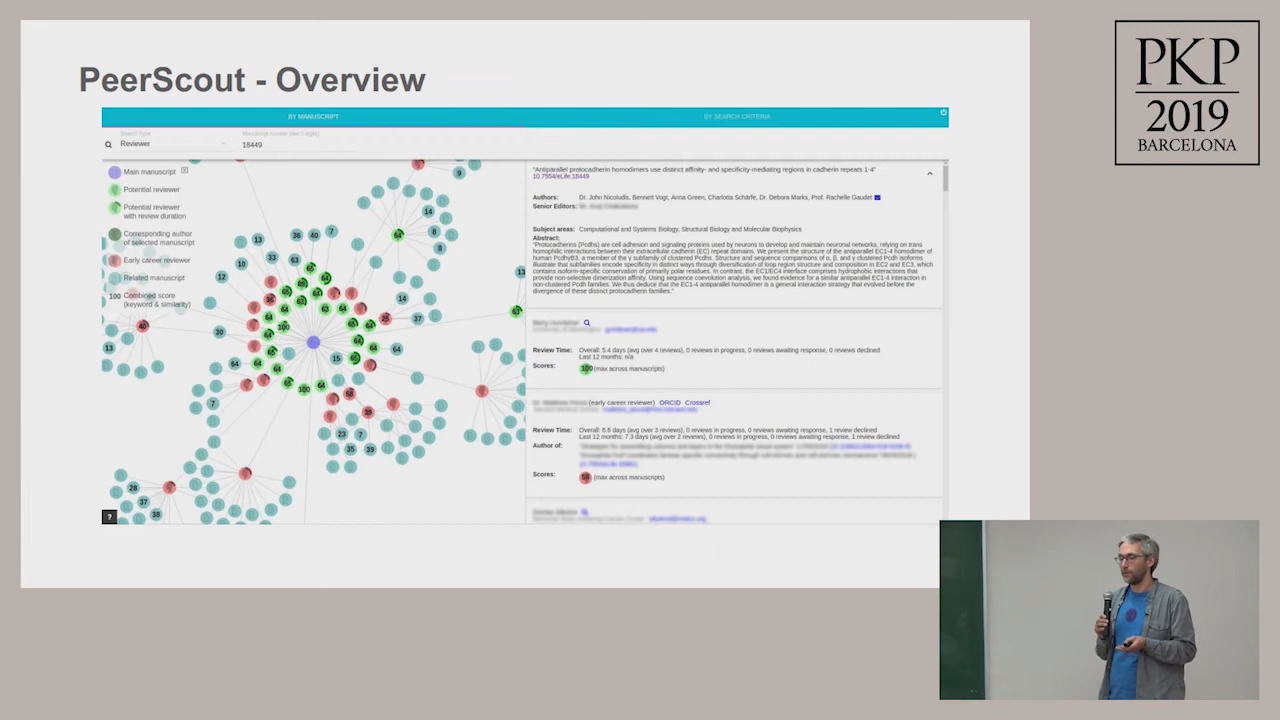 PeerScout - Overview
PKP
2019
BARCELONA
BY MANUSCRIPT
BY SEARCH CRITERIA
Search Type
Manuscript number (last 5 digits)
Reviewer
18449
Main manuscript
Potential reviewer
Potential reviewer
with review duration
Corresponding author
of selected manuscript
Early career reviewer
Related manuscript
100 Combined score
(keyword & similarity)
"Antiparallel protocadherin homodimers use distinct affinity- and specificity-mediating regions in cadherin repeats 1-4"
10.7554/eLife.18449
Authors: Dr. John Nicoludis, Bennett Vogt, Anna Green, Charlotta Schärfe, Dr. Debora Marks, Prof. Rachelle Gaudet
Senior Editors:
Subject areas: Computational and Systems Biology, Structural Biology and Molecular Biophysics
Abstract:
"Protocadherins (Pcdhs) are cell adhesion and signaling proteins used by neurons to develop and maintain neuronal networks, relying on trans
homophilic interactions between their extracellular cadherin (EC) repeat domains. We present the structure of the antiparallel EC1-4 homodimer of
human PcdhγB3, a member of the γ subfamily of clustered Pcdhs. Structure and sequence comparisons of α, β, and γ clustered Pcdh isoforms
illustrate that subfamilies encode specificity in distinct ways through diversification of loop region structure and composition in EC2 and EC3, which
contains isoform-specific conservation of primarily polar residues. In contrast, the EC1/EC4 interface comprises hydrophobic interactions that
provide non-selective dimerization affinity. Using sequence coevolution analysis, we found evidence for a similar antiparallel EC1-4 interaction in
non-clustered Pcdh families. We thus deduce that the EC1-4 antiparallel homodimer is a general interaction strategy that evolved before the
divergence of these distinct protocadherin families."
Review Time: Overall: 5.4 days (avg over 4 reviews), 0 reviews in progress, 0 reviews awaiting response, 0 reviews declined
Last 12 months: n/a
Scores: 100 (max across manuscripts)
(early career reviewer) ORCID Crossref
Review Time: Overall: 8.6 days (avg over 3 reviews), 0 reviews in progress, 0 reviews awaiting response, 1 review declined
Last 12 months: 7.3 days (avg over 2 reviews), 0 reviews in progress, 0 reviews awaiting response, 1 review declined
Author of:
Scores: 58 (max across manuscripts)
?